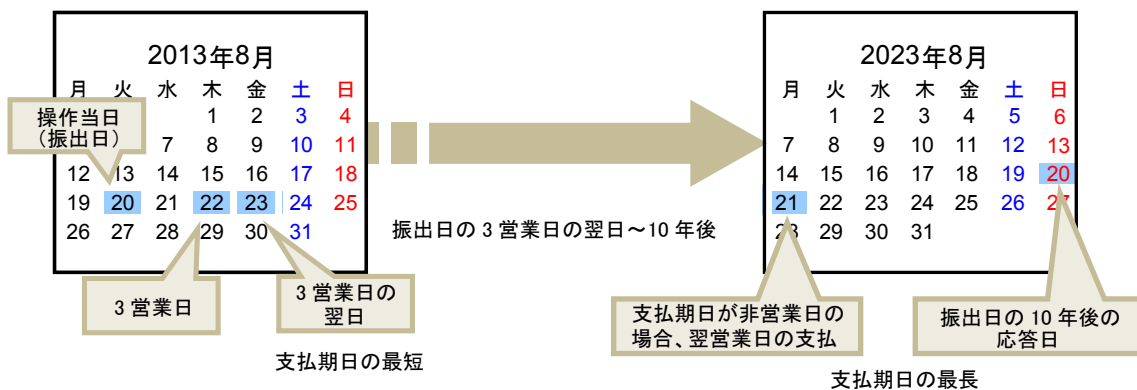 2013年8月
月 火 水 木 金 土 日
操作当日
(振出日)
1 2 3 4
7 8 9 10 11
12 13 14 15 16 17 18
19 20 21 22 23 24 25
26 27 28 29 30 31
3 営業日
3 営業日の
翌日
支払期日の最短
振出日の 3 営業日の翌日～10 年後
2023年8月
月 火 水 木 金 土 日
1 2 3 4 5 6
7 8 9 10 11 12 13
14 15 16 17 18 19 20
21 22 23 24 25 26 27
28 29 30 31
支払期日が非営業日の
場合、翌営業日の支払
振出日の 10 年後の
応答日
支払期日の最長